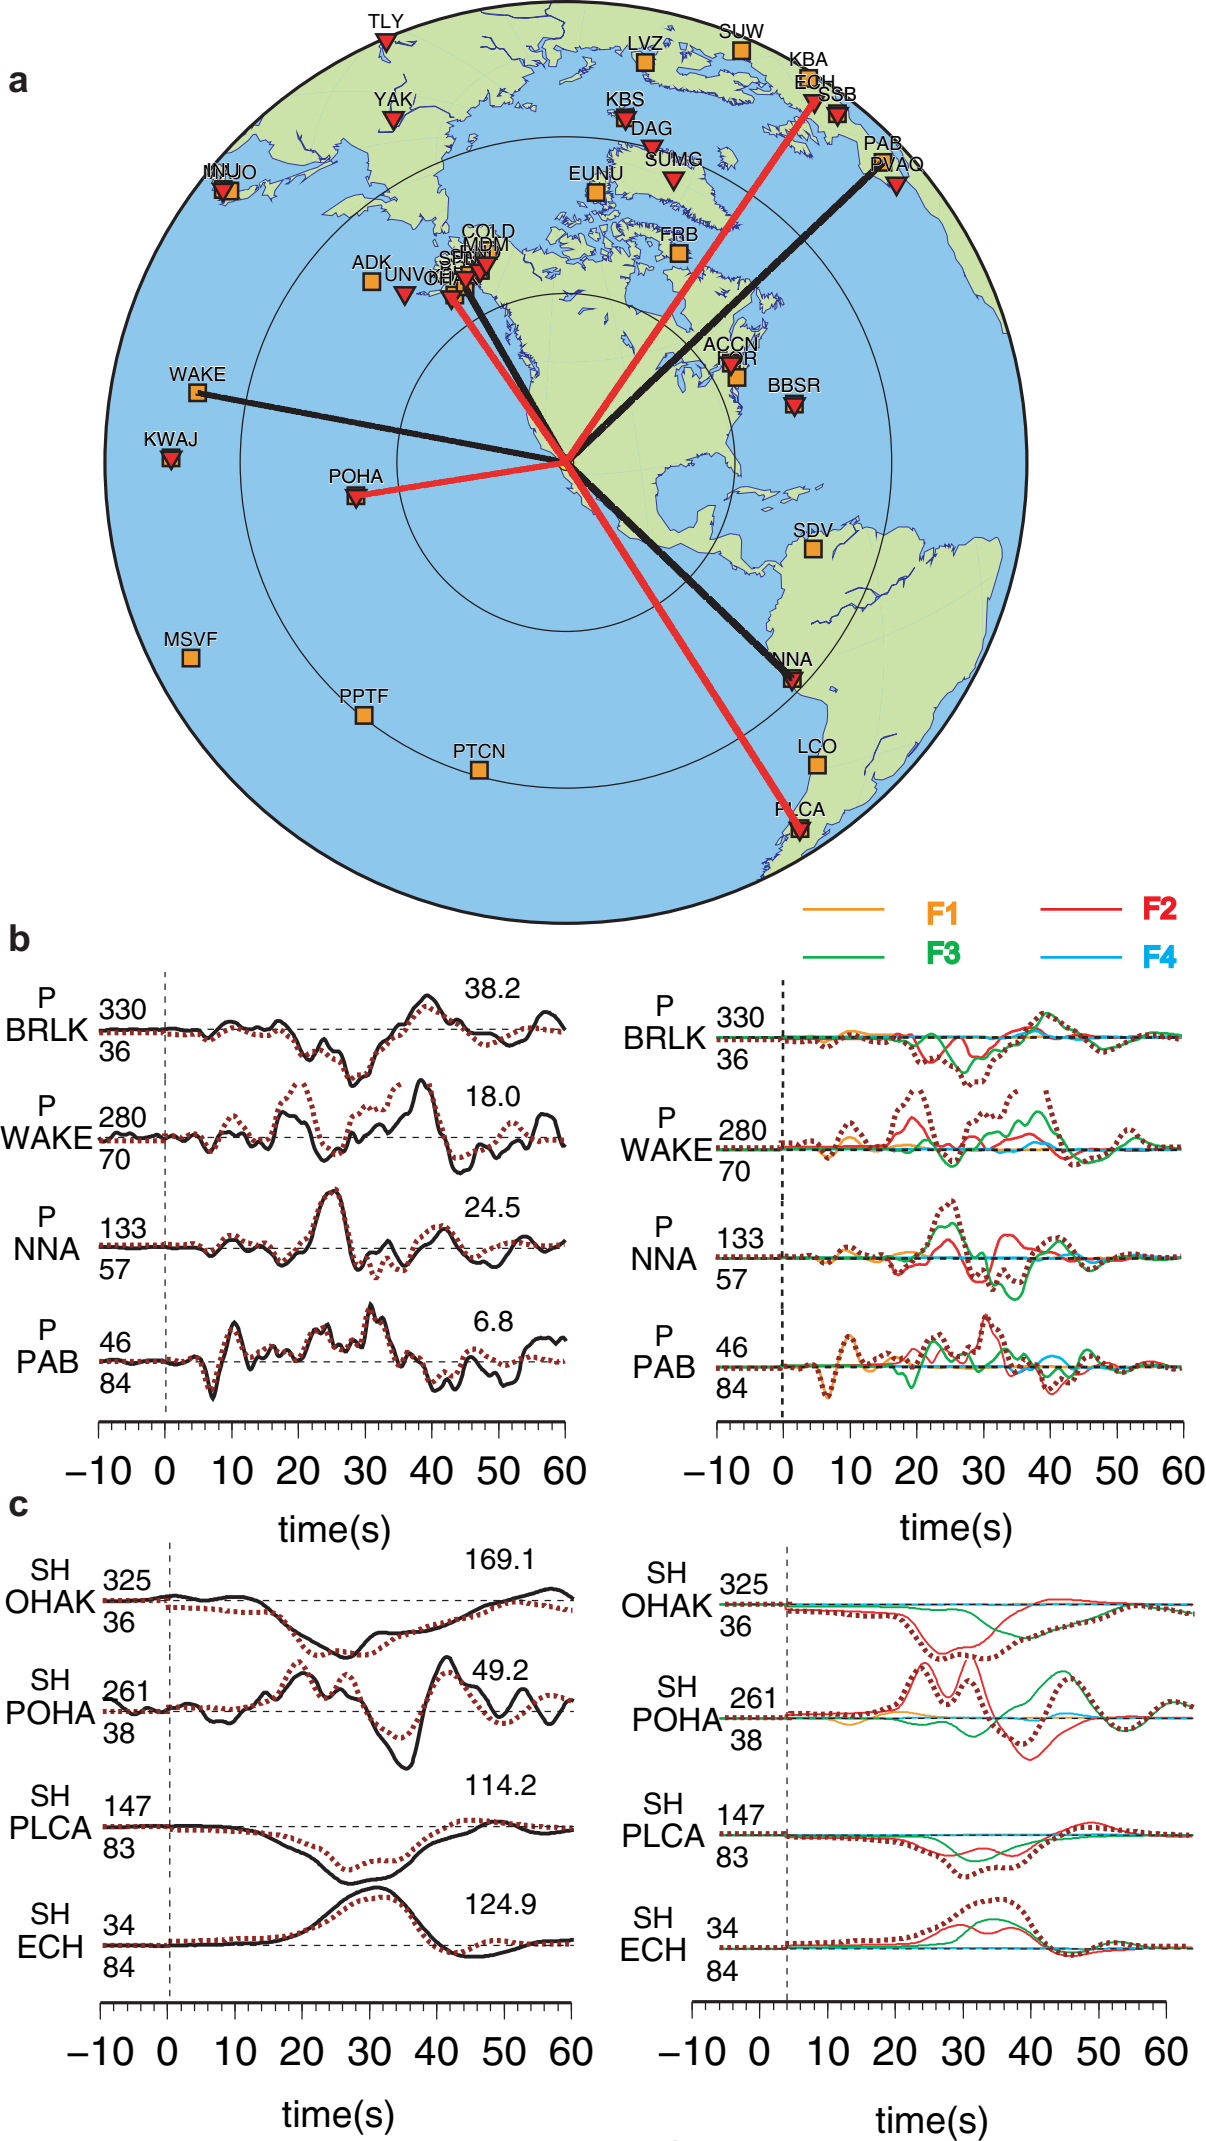 a
TLY
SUW
LVZ
KBA
ECH
SSB
YAK
KBS
DAG
PAB
SUMG
PVAO
INU
EUNU
FRB
COLD
MDM
ADK
UNV
ACCN
WAKE
BBSR
KWAJ
POHA
SDV
MSVF
NNA
PPTF
PTCN
LCO
PLCA
F1
F2
F3
F4
b
P
BRLK
330
36
38.2
P
WAKE
280
70
18.0
P
NNA
133
57
24.5
P
PAB
46
84
6.8
−10 0 10 20 30 40 50 60
time(s)
P
BRLK
330
36
P
WAKE
280
70
P
NNA
133
57
P
PAB
46
84
−10 0 10 20 30 40 50 60
time(s)
c
SH
OHAK
325
36
169.1
SH
POHA
261
38
49.2
SH
PLCA
147
83
114.2
SH
ECH
34
84
124.9
−10 0 10 20 30 40 50 60
time(s)
SH
OHAK
325
36
SH
POHA
261
38
SH
PLCA
147
83
SH
ECH
34
84
−10 0 10 20 30 40 50 60
time(s)